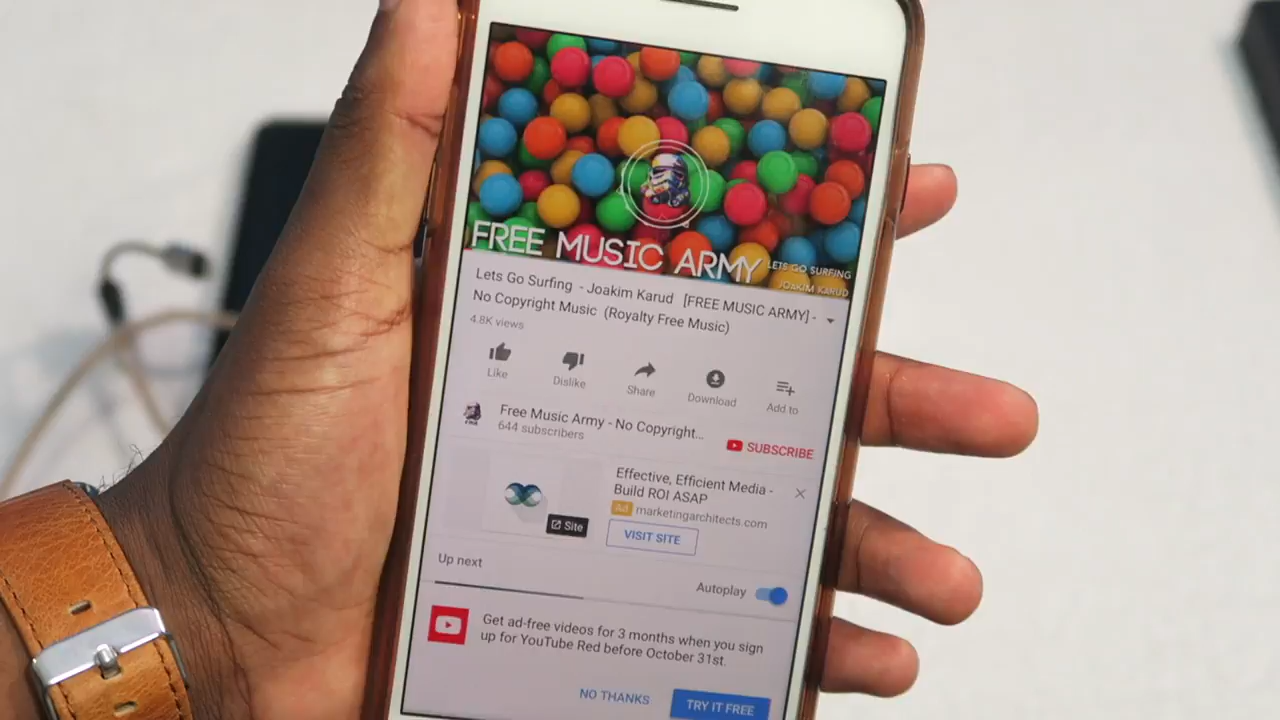 FREE MUSIC ARMY
LETS GO SURFING
JOAKIM KARUD
Lets Go Surfing - Joakim Karud [FREE MUSIC ARMY] -
No Copyright Music (Royalty Free Music)
4.8K views
Like
Dislike
Share
Download
Add to
Free Music Army - No Copyright...
644 subscribers
SUBSCRIBE
Effective, Efficient Media -
Build ROI ASAP
Ad marketingarchitects.com
Site
VISIT SITE
Up next
Autoplay
Get ad-free videos for 3 months when you sign
up for YouTube Red before October 31st.
NO THANKS
TRY IT FREE